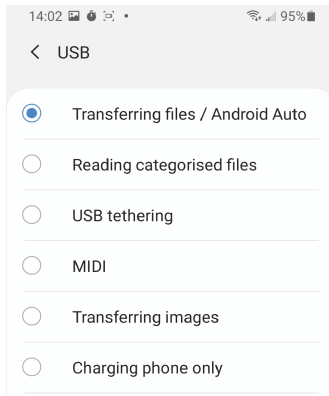 14:02 95%
USB
Transferring files / Android Auto
Reading categorised files
USB tethering
MIDI
Transferring images
Charging phone only